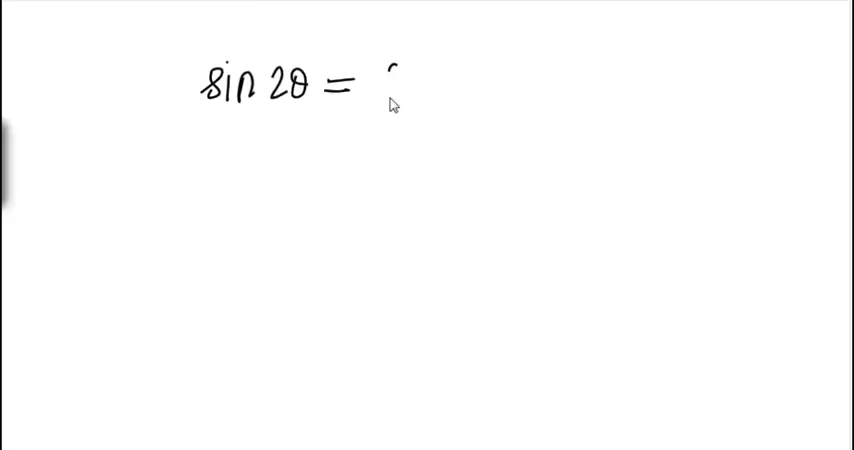 sin 2θ =